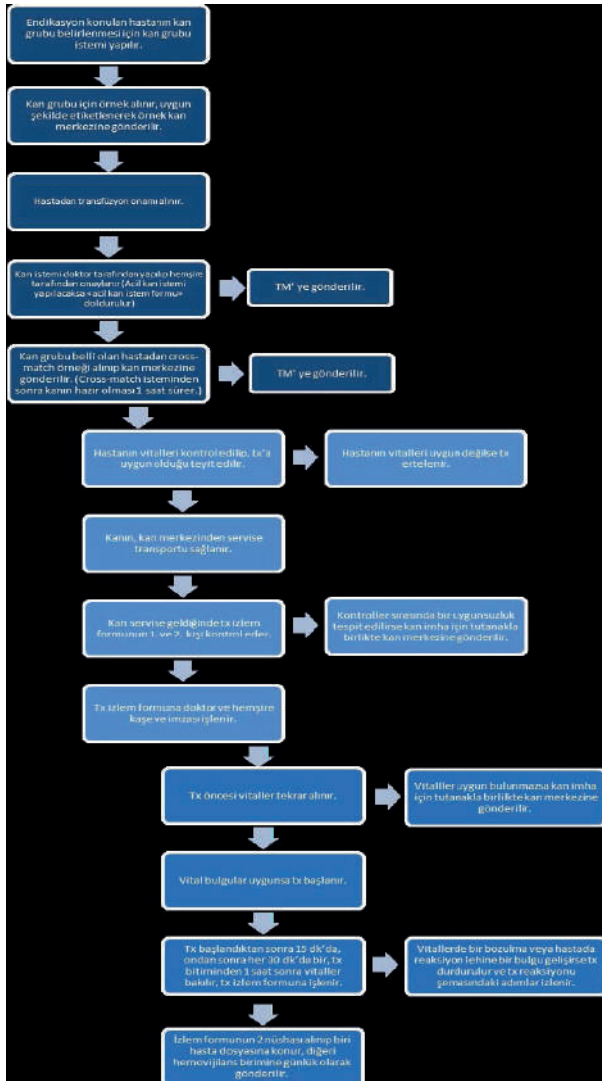 Endikasyon konulan hastanın kan
grubu belirlenmesi için kan grubu
istemi yapılır.
Kan grubu için örnek alınır, uygun
şekilde etiketlenerek örnek kan
merkezine gönderilir.
Hastadan transfüzyon onamı alınır.
Kan istemi doktor tarafından yapılıp hemşire
tarafından onaylanır (Acil kan istemi
yapılacaksa «acil kan istem formu»
doldurulur)
TM' ye gönderilir.
Kan grubu belli olan hastadan cross-
match örneği alınıp kan merkezine
gönderilir. (Cross-match isteminden
sonra kanın hazır olması 1 saat sürer.)
TM' ye gönderilir.
Hastanın vitalleri kontrol edilip, tx'a
uygun olduğu teyit edilir.
Hastanın vitalleri uygun değilse tx
ertelenir.
Kanın, kan merkezinden servise
transportu sağlanır.
Kan servise geldiğinde tx izlem
formunun 1. ve 2. kişi kontrol eder.
Kontroller sırasında bir uygunsuzluk
tespit edilirse kan imha için tutanakla
birlikte kan merkezine gönderilir.
Tx izlem formuna doktor ve hemşire
kaşe ve imzası işlenir.
Tx öncesi vitaller tekrar alınır.
Vitalller uygun bulunmazsa kan imha
için tutanakla birlikte kan merkezine
gönderilir.
Vital bulgular uygunsa tx başlanır.
Tx başlandıktan sonra 15 dk'da,
ondan sonra her 30 dk'da bir, tx
bitiminden 1 saat sonra vitaller
bakılır, tx izlem formuna işlenir.
Vitallerde bir bozulma veya hastada
reaksiyon lehine bir bulgu gelişirse tx
durdurulur ve tx reaksiyonu
şemasındaki adımlar izlenir.
İzlem formunun 2 nüshası alınıp biri
hasta dosyasına konur, diğeri
hemovijilans birimine günlük olarak
gönderilir.